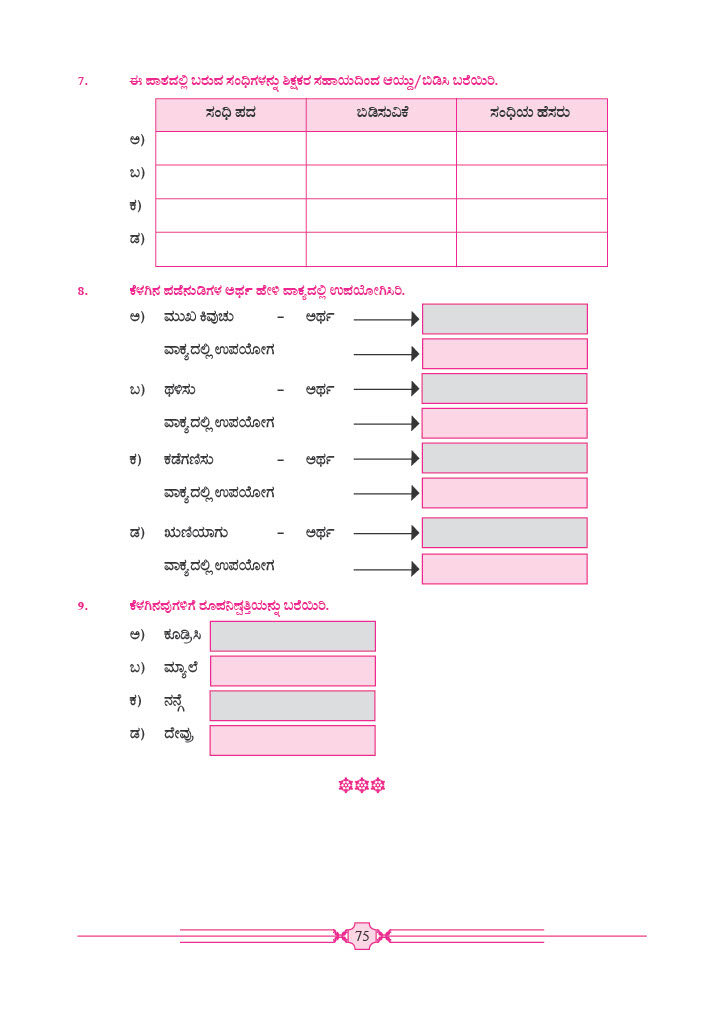 7. ಈ ಪಾಠದಲ್ಲಿ ಬರುವ ಸಂಧಿಗಳನ್ನು ಶಿಕ್ಷಕರ ಸಹಾಯದಿಂದ ಆಯ್ದು/ಬಿಡಿಸಿ ಬರೆಯಿರಿ.
ಸಂಧಿ ಪದ ಬಿಡಿಸುವಿಕೆ ಸಂಧಿಯ ಹೆಸರು
ಅ)
ಬ)
ಕ)
ಡ)
8. ಕೆಳಗಿನ ಪಡೆನುಡಿಗಳ ಅರ್ಥ ಹೇಳಿ ವಾಕ್ಯದಲ್ಲಿ ಉಪಯೋಗಿಸಿರಿ.
ಅ) ಮುಖ ಕಿವುಚು – ಅರ್ಥ
ವಾಕ್ಯದಲ್ಲಿ ಉಪಯೋಗ
ಬ) ಥಳಿಸು – ಅರ್ಥ
ವಾಕ್ಯದಲ್ಲಿ ಉಪಯೋಗ
ಕ) ಕಡೆಗಣಿಸು – ಅರ್ಥ
ವಾಕ್ಯದಲ್ಲಿ ಉಪಯೋಗ
ಡ) ಋಣಿಯಾಗು – ಅರ್ಥ
ವಾಕ್ಯದಲ್ಲಿ ಉಪಯೋಗ
9. ಕೆಳಗಿನವುಗಳಿಗೆ ರೂಪನಿಷ್ಪತ್ತಿಯನ್ನು ಬರೆಯಿರಿ.
ಅ) ಕೂಡ್ರಿಸಿ
ಬ) ಮ್ಯಾಲೆ
ಕ) ನನ್ಗೆ
ಡ) ದೇವ್ರು
75